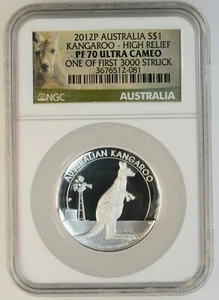 2012P AUSTRALIA S$1
KANGAROO - HIGH RELIEF
PF 70 ULTRA CAMEO
ONE OF FIRST 3000 STRUCK
3676512-081
NGC
AUSTRALIA
AUSTRALIAN KANGAROO